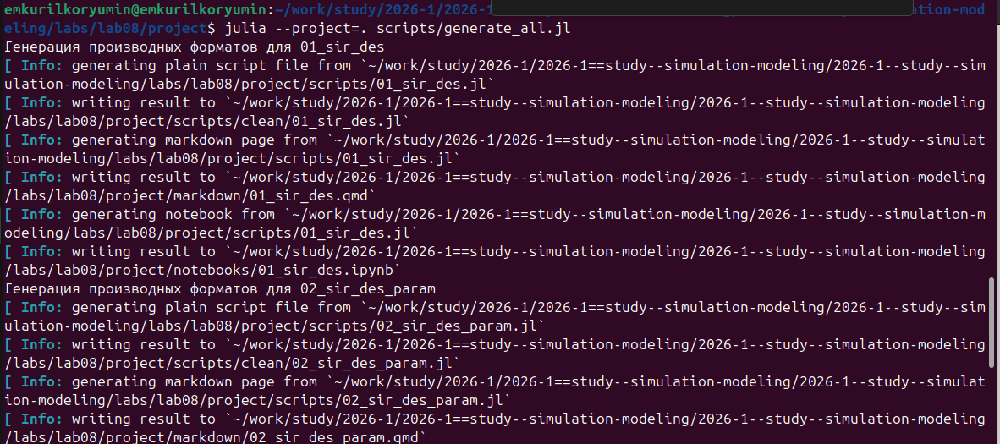 emkurilkoryumin@emkurilkoryumin:~/work/study/2026-1/2026-1 ation-mod
eling/labs/lab08/project$ julia --project=. scripts/generate_all.jl
Генерация производных форматов для 01_sir_des
[ Info: generating plain script file from `~/work/study/2026-1/2026-1==study--simulation-modeling/2026-1--study--sim
ulation-modeling/labs/lab08/project/scripts/01_sir_des.jl`
[ Info: writing result to `~/work/study/2026-1/2026-1==study--simulation-modeling/2026-1--study--simulation-modeling
/labs/lab08/project/scripts/clean/01_sir_des.jl`
[ Info: generating markdown page from `~/work/study/2026-1/2026-1==study--simulation-modeling/2026-1--study--simulat
ion-modeling/labs/lab08/project/scripts/01_sir_des.jl`
[ Info: writing result to `~/work/study/2026-1/2026-1==study--simulation-modeling/2026-1--study--simulation-modeling
/labs/lab08/project/markdown/01_sir_des.qmd`
[ Info: generating notebook from `~/work/study/2026-1/2026-1==study--simulation-modeling/2026-1--study--simulation-m
odeling/labs/lab08/project/scripts/01_sir_des.jl`
[ Info: writing result to `~/work/study/2026-1/2026-1==study--simulation-modeling/2026-1--study--simulation-modeling
/labs/lab08/project/notebooks/01_sir_des.ipynb`
Генерация производных форматов для 02_sir_des_param
[ Info: generating plain script file from `~/work/study/2026-1/2026-1==study--simulation-modeling/2026-1--study--sim
ulation-modeling/labs/lab08/project/scripts/02_sir_des_param.jl`
[ Info: writing result to `~/work/study/2026-1/2026-1==study--simulation-modeling/2026-1--study--simulation-modeling
/labs/lab08/project/scripts/clean/02_sir_des_param.jl`
[ Info: generating markdown page from `~/work/study/2026-1/2026-1==study--simulation-modeling/2026-1--study--simulat
ion-modeling/labs/lab08/project/scripts/02_sir_des_param.jl`
[ Info: writing result to `~/work/study/2026-1/2026-1==study--simulation-modeling/2026-1--study--simulation-modeling
/labs/lab08/project/markdown/02_sir_des_param.qmd`